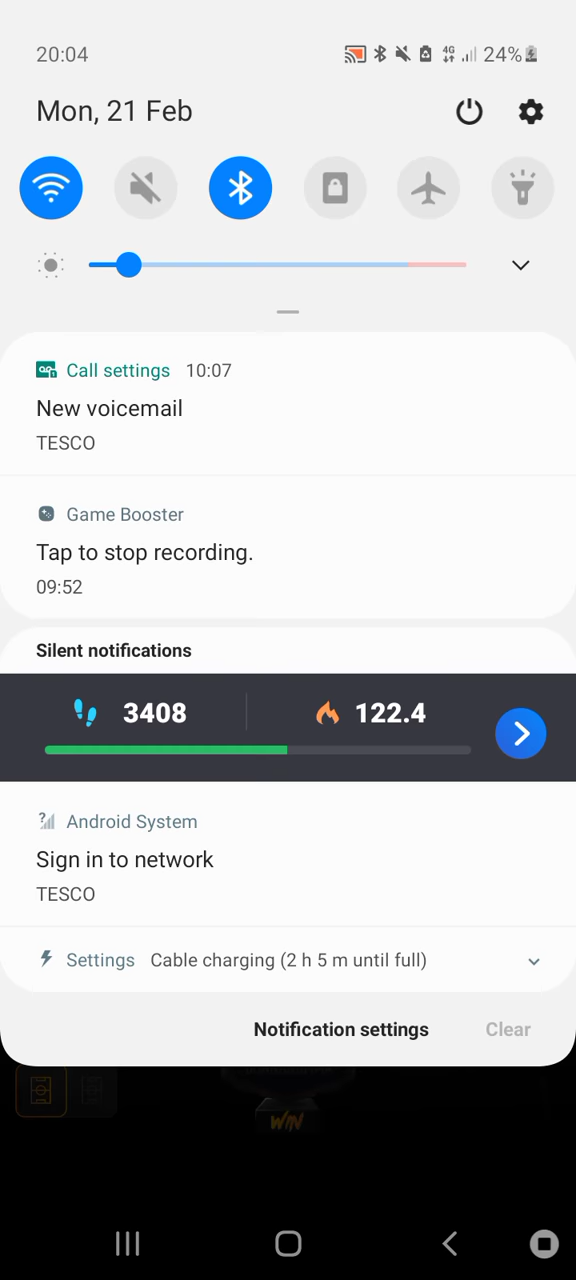 20:04 4G 24%
Mon, 21 Feb
Call settings 10:07
New voicemail
TESCO
Game Booster
Tap to stop recording.
09:52
Silent notifications
3408 122.4
Android System
Sign in to network
TESCO
Settings Cable charging (2 h 5 m until full)
Notification settings Clear
WIN